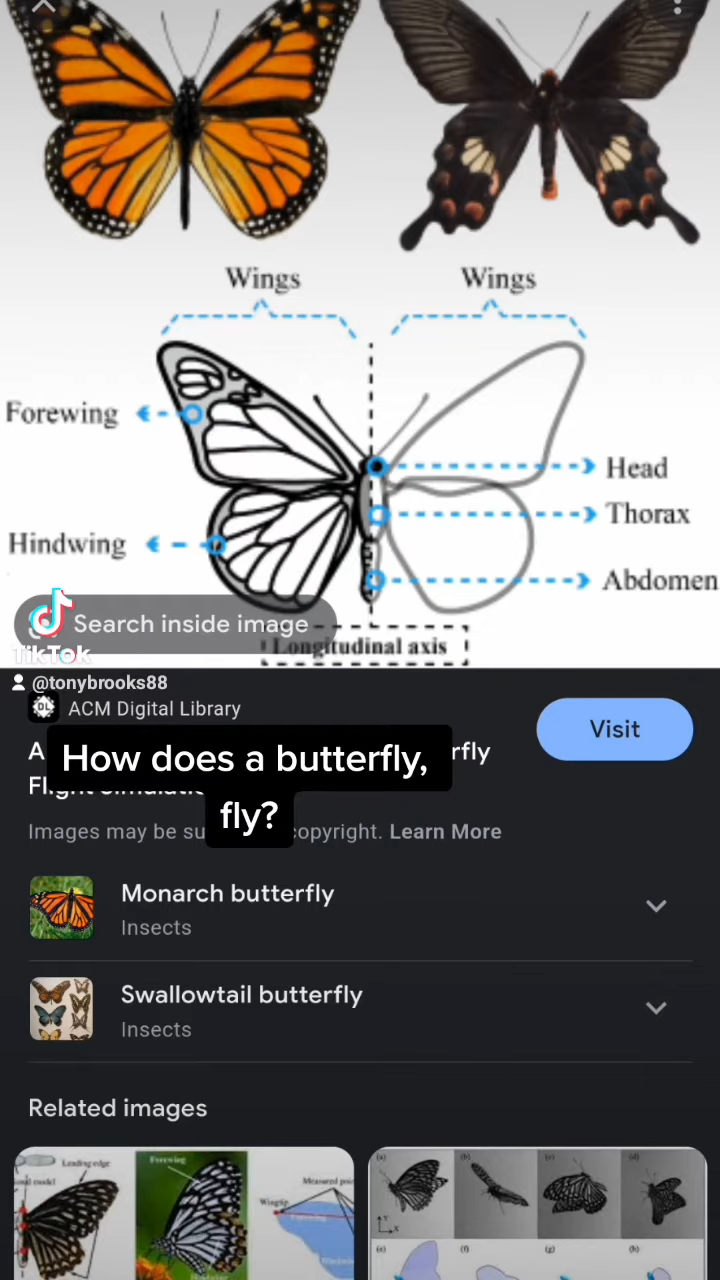 Wings
Wings
Forewing
Head
Thorax
Hindwing
Abdomen
Search inside image
TikTok
Longitudinal axis
@tonybrooks88
ACM Digital Library
Visit
A
rfly
How does a butterfly,
fly?
Images may be su
copyright. Learn More
Monarch butterfly
Insects
Swallowtail butterfly
Insects
Related images
Leading edge
Forewing
Wingtip
(a)
(b)
(c)
(d)
(e)
(f)
(g)
(h)